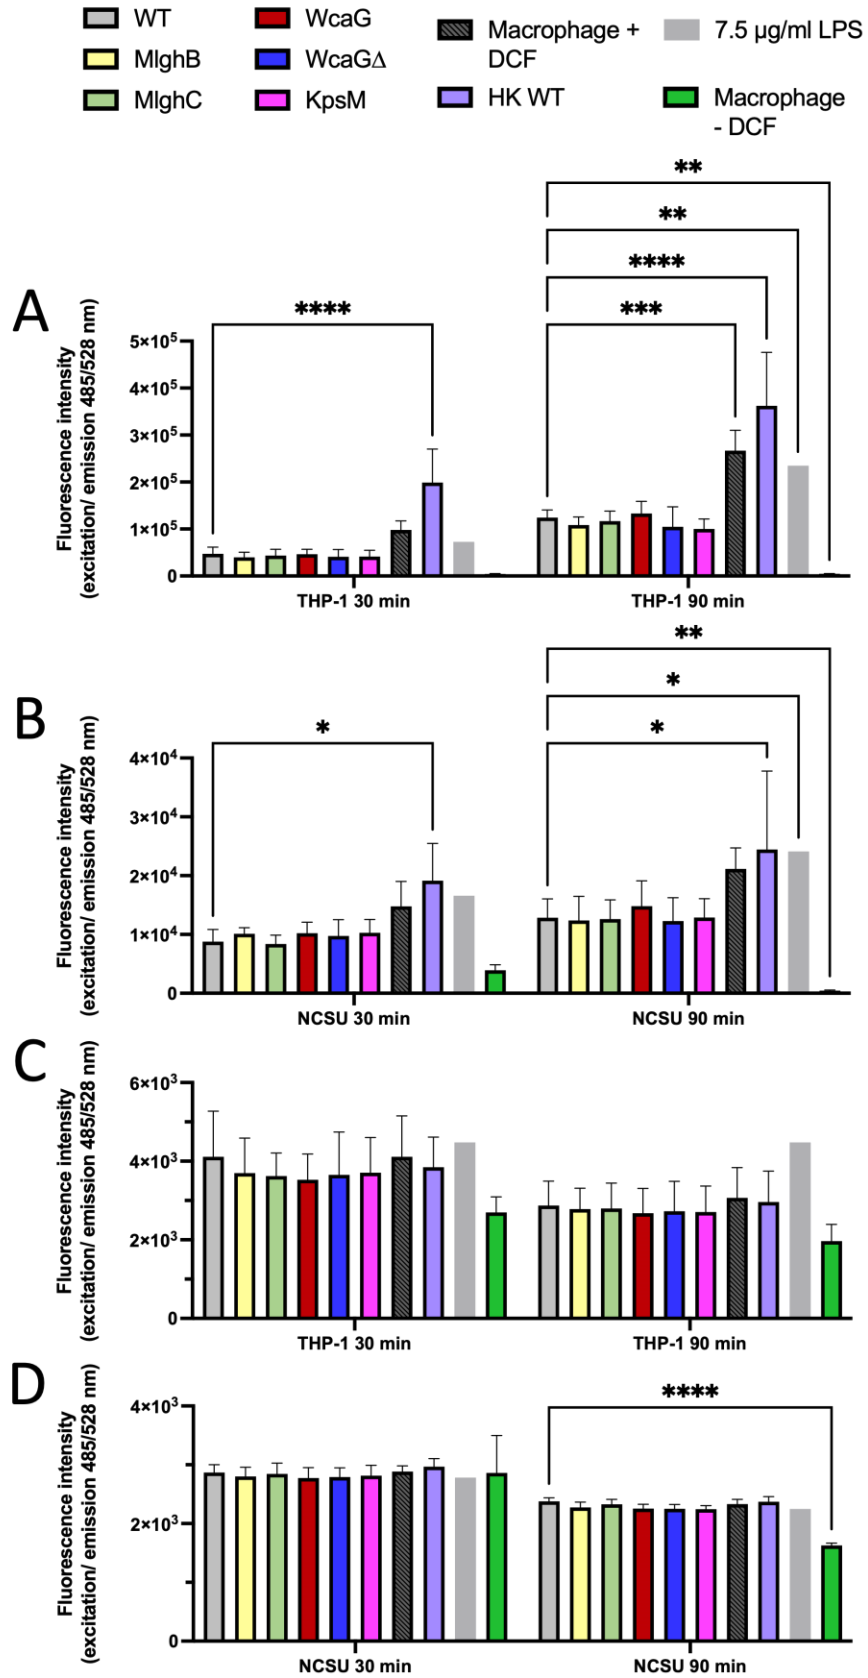 WT
WcaG
Macrophage +
DCF
7.5 µg/ml LPS
MlghB
WcaGΔ
HK WT
Macrophage
- DCF
MlghC
KpsM
A
Fluorescence intensity
(excitation/ emission 485/528 nm)
5×10⁵
4×10⁵
3×10⁵
2×10⁵
1×10⁵
0
****
**
**
****
***
THP-1 30 min
THP-1 90 min
B
Fluorescence intensity
(excitation/ emission 485/528 nm)
4×10⁴
3×10⁴
2×10⁴
1×10⁴
0
*
**
*
*
NCSU 30 min
NCSU 90 min
C
Fluorescence intensity
(excitation/ emission 485/528 nm)
6×10³
4×10³
2×10³
0
THP-1 30 min
THP-1 90 min
D
Fluorescence intensity
(excitation/ emission 485/528 nm)
4×10³
2×10³
0
****
NCSU 30 min
NCSU 90 min